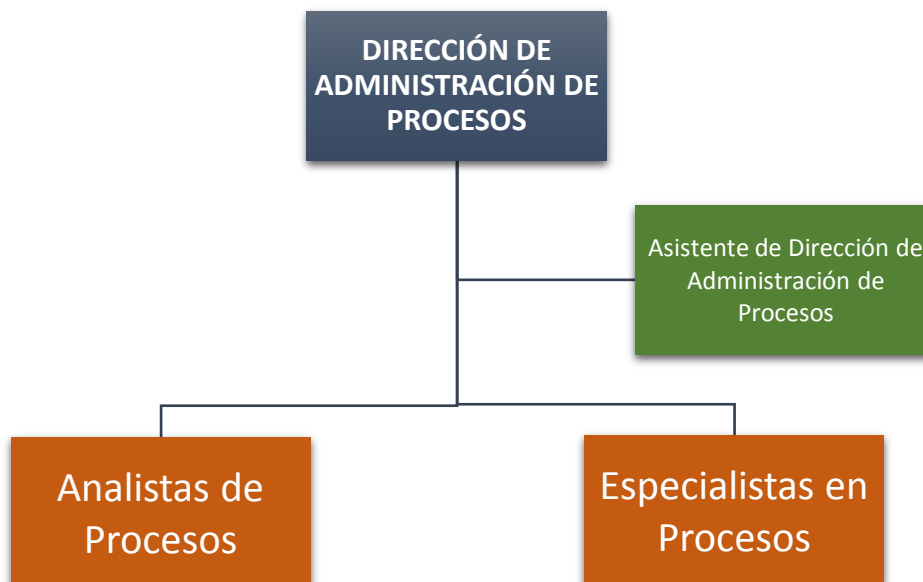 DIRECCIÓN DE
ADMINISTRACIÓN DE
PROCESOS
Asistente de Dirección de
Administración de
Procesos
Analistas de
Procesos
Especialistas en
Procesos